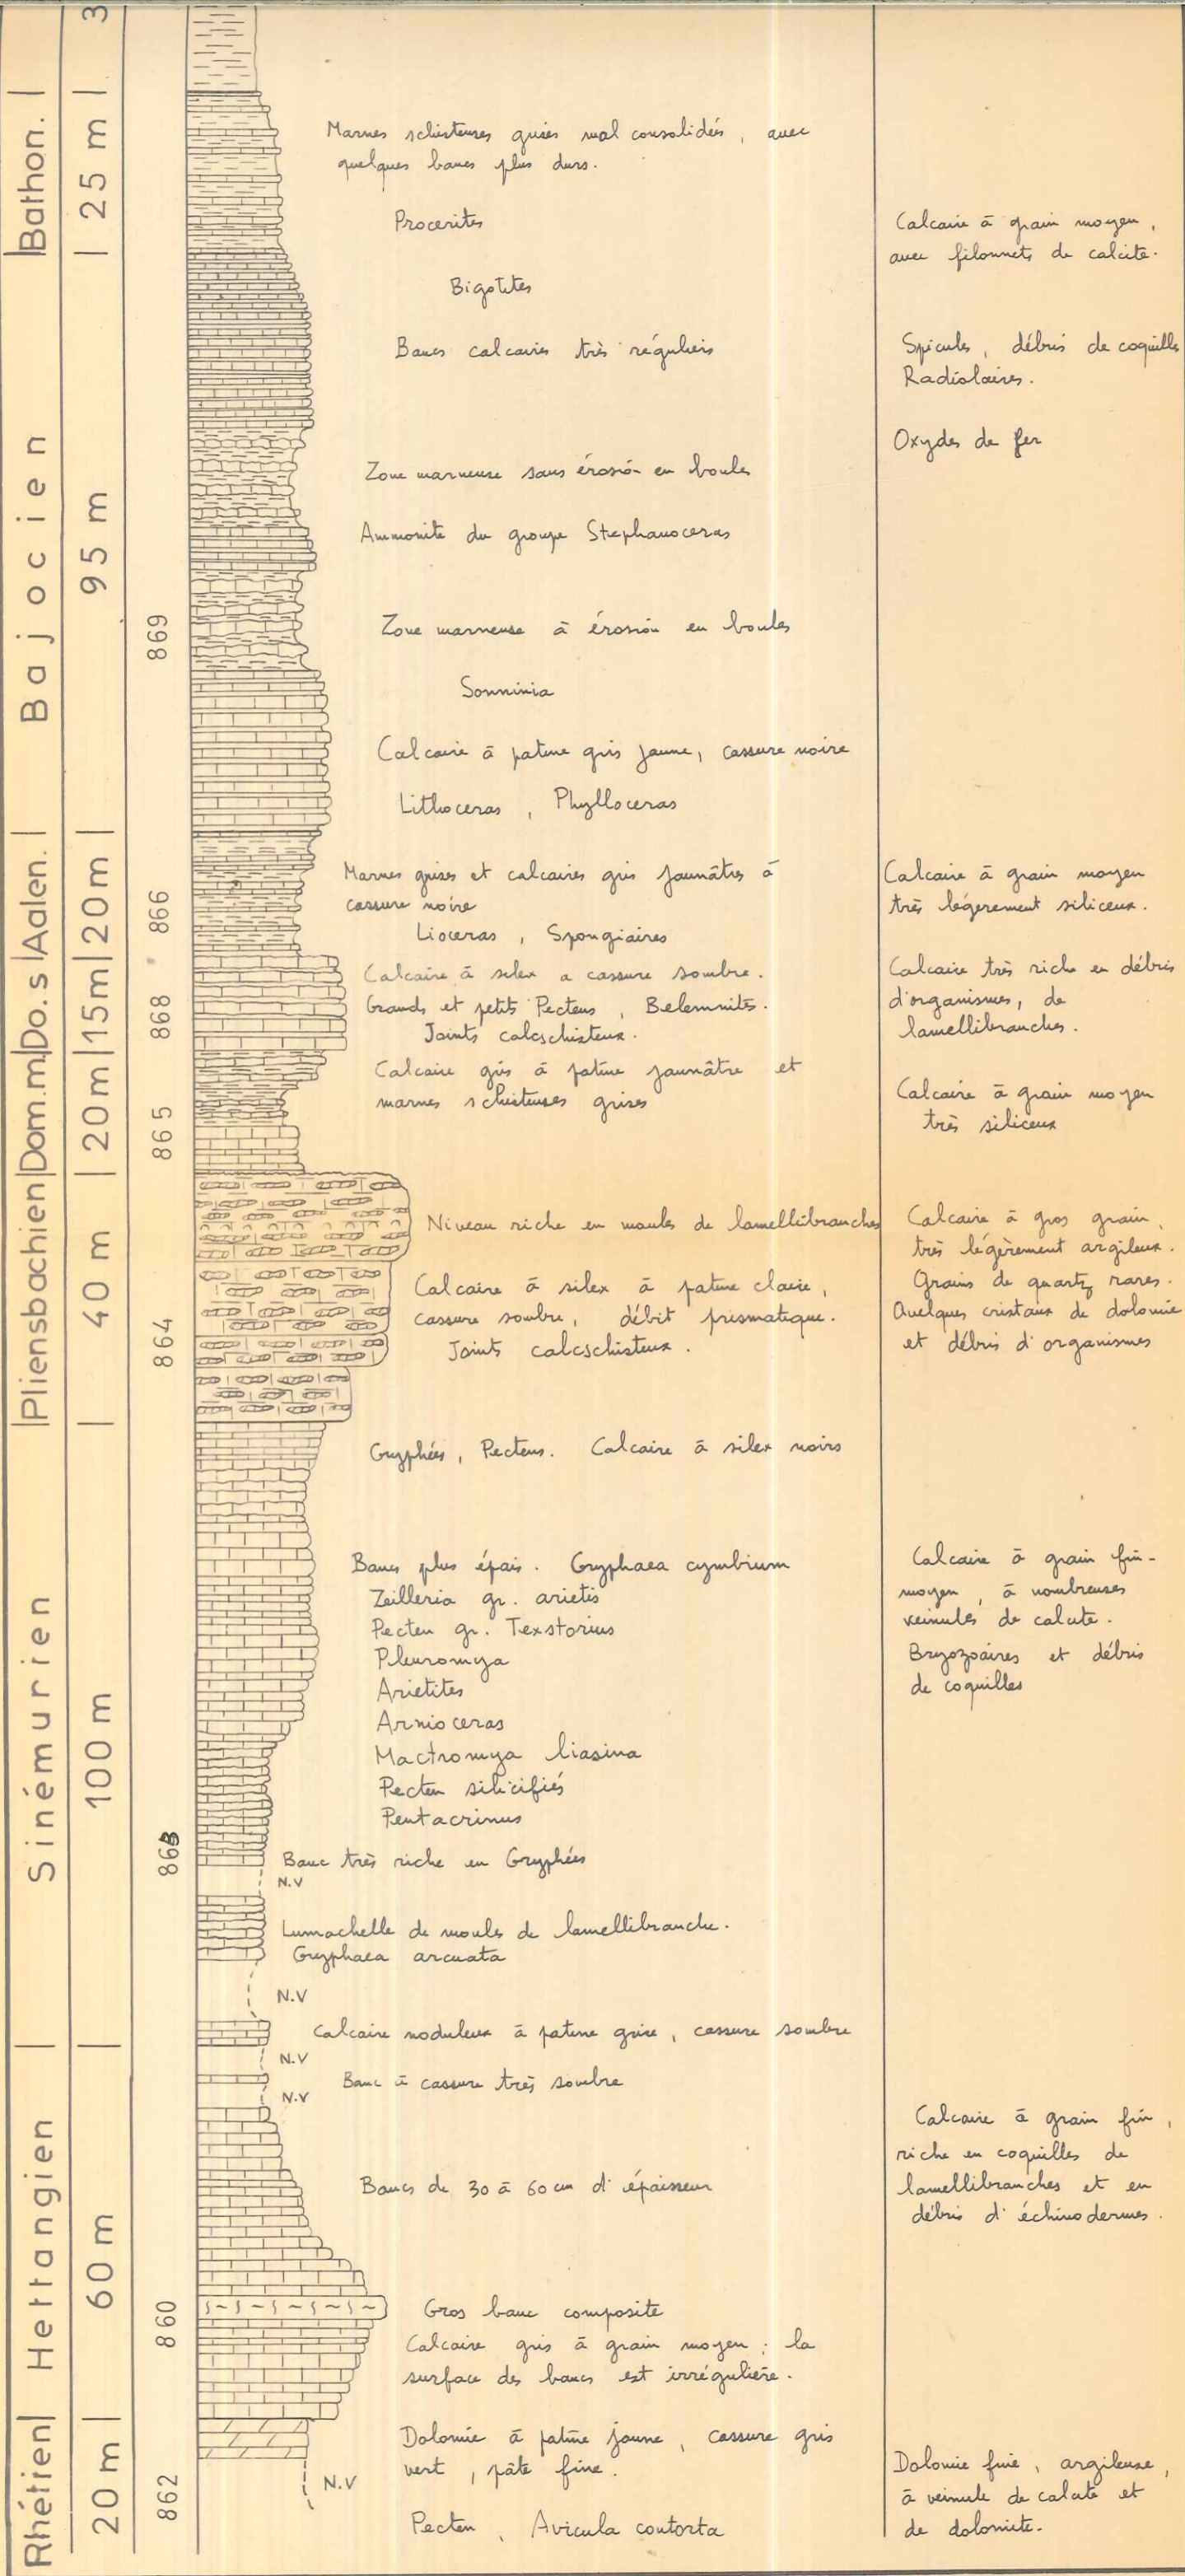 3
Bathon.
25 m
Marnes schisteuses grises mal consolidées, avec
quelques bancs plus durs.
Procerites
Calcaire à grain moyen,
avec filonnets de calcite.
Bigotites
Bancs calcaires très réguliers
Spicules, débris de coquilles
Radiolaires.
Oxydes de fer
Bajocien
95 m
Zone marneuse sans érosion en boules
Ammonite du groupe Stephanoceras
869
Zone marneuse à érosion en boules
Sonninia
Calcaire à patine gris jaune, cassure noire
Lithoceras, Phylloceras
Aalen.
20 m
866
Marnes grises et calcaires gris jaunâtres à
cassure noire
Lioceras, Spongiaires
Calcaire à grain moyen
très légerement siliceux.
Do.s
15m
868
Calcaire à silex a cassure sombre.
Grands et petits Pectens, Belemnites.
Joints calcschisteux.
Calcaire très riche en débris
d'organismes, de
lamellibranches.
Dom.m
20 m
865
Calcaire gris à patine jaunâtre et
marnes schisteuses grises
Calcaire à grain moyen
très siliceux
Pliensbachien
40 m
864
Niveau riche en moules de lamellibranches
Calcaire à silex à patine claire,
cassure sombre, débit prismatique.
Joints calcschisteux.
Calcaire à gros grain,
très légèrement argileux.
Grains de quartz rares.
Quelques cristaux de dolomie
et débris d'organismes
Sinémurien
100 m
863
Gryphées, Pectens. Calcaire à silex noirs
Bancs plus épais. Gryphaea cymbium
Zeilleria gr. arietis
Pecten gr. Texstorius
Pleuromya
Arietites
Arnioceras
Mactromya liasina
Pecten silicifiés
Pentacrinus
Calcaire à grain fin-
moyen, à nombreuses
veinules de calcite.
Bryozoaires et débris
de coquilles
Banc très riche en Gryphées
N.V
Lumachelle de moules de lamellibranche.
Gryphaea arcuata
N.V
Calcaire noduleux à patine grise, cassure sombre
N.V
Banc à cassure très sombre
N.V
Hettangien
60 m
860
Bancs de 30 à 60 cm d'épaisseur
Calcaire à grain fin,
riche en coquilles de
lamellibranches et en
débris d'échinodermes.
Gros banc composite
Calcaire gris à grain moyen; la
surface des bancs est irrégulière.
Rhétien
20 m
862
Dolomie à patine jaune, cassure gris
vert, pâte fine.
N.V
Pecten, Avicula contorta
Dolomie fine, argileuse,
à veinule de calcite et
de dolomite.